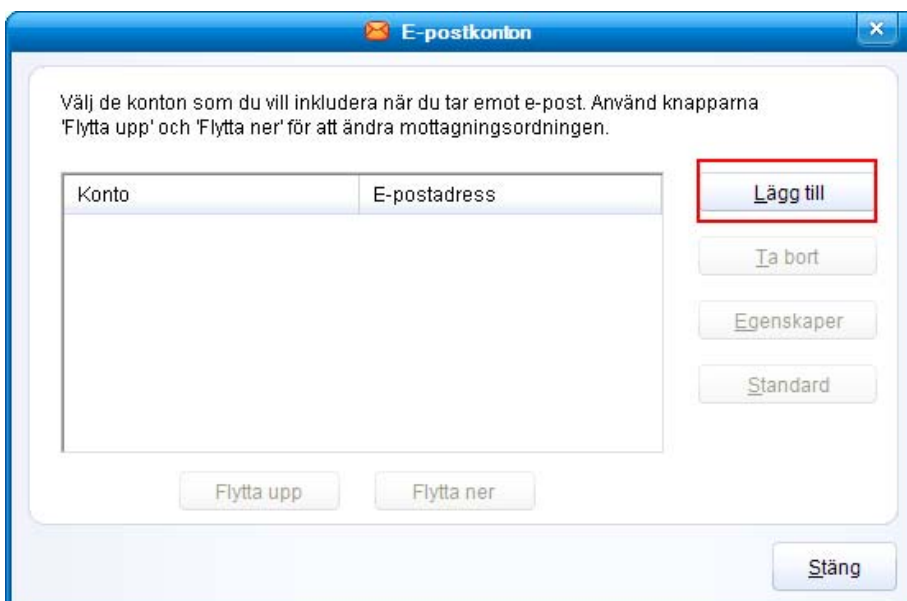 E-postkonton
Välj de konton som du vill inkludera när du tar emot e-post. Använd knapparna
'Flytta upp' och 'Flytta ner' för att ändra mottagningsordningen.
Konto E-postadress
Lägg till
Ta bort
Egenskaper
Standard
Flytta upp Flytta ner
Stäng